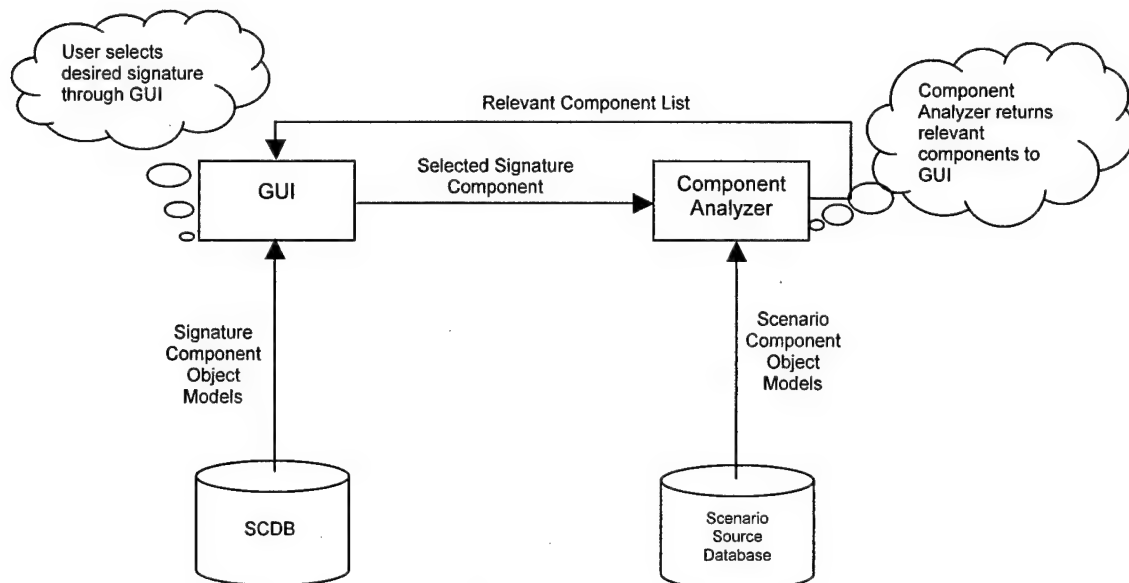 User selects
desired signature
through GUI
Relevant Component List
Component
Analyzer returns
relevant
components to
GUI
GUI
Selected Signature
Component
Component
Analyzer
Signature
Component
Object
Models
Scenario
Component
Object
Models
SCDB
Scenario
Source
Database